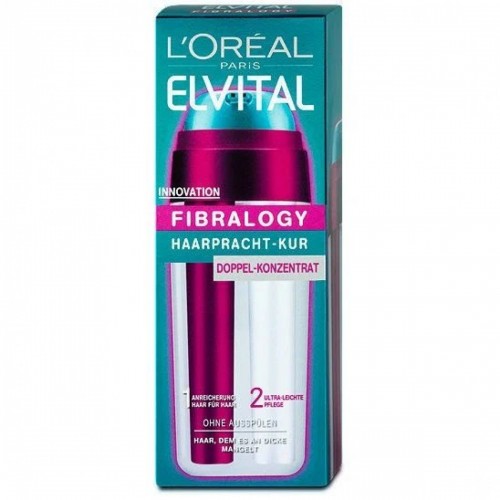 L'ORÉAL
PARIS
ELVITAL
INNOVATION
FIBRALOGY
HAARPRACHT-KUR
DOPPEL-KONZENTRAT
1 ANREICHERUNG
HAAR FÜR HAAR
2 ULTRA-LEICHTE
PFLEGE
OHNE AUSSPÜLEN
HAAR, DEM ES AN DICKE
MANGELT